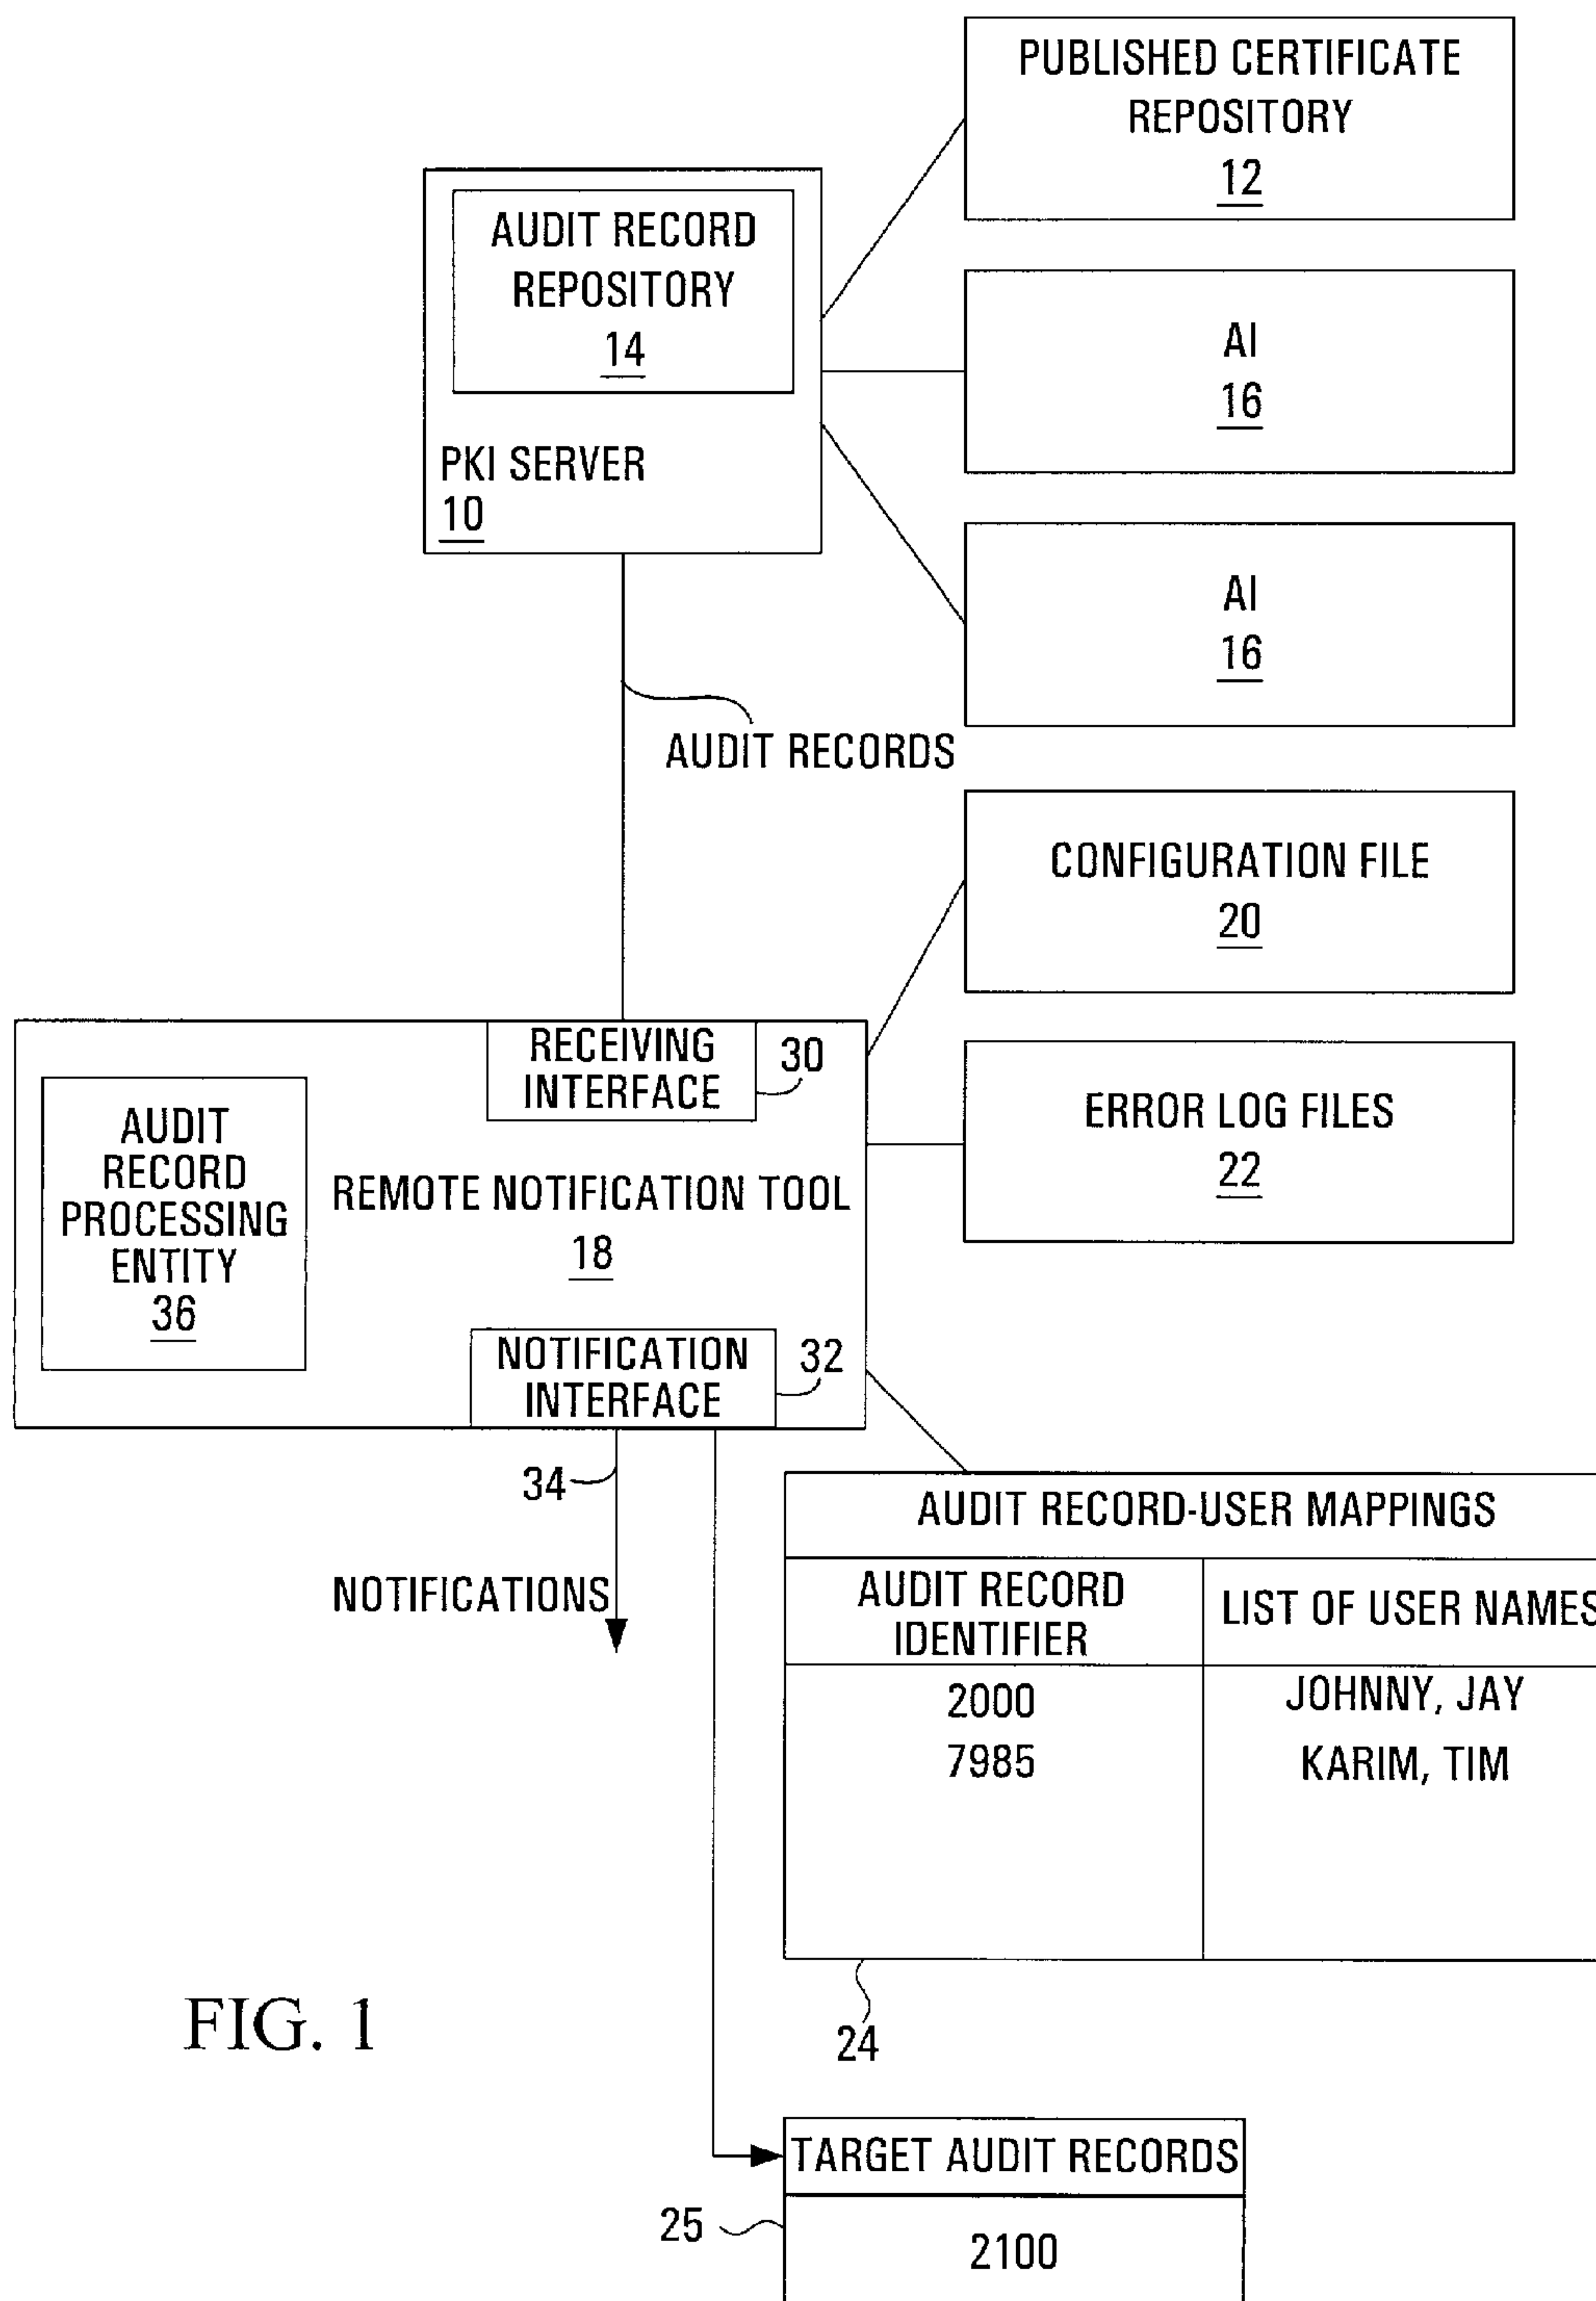 PUBLISHED CERTIFICATE
REPOSITORY
12
AUDIT RECORD
REPOSITORY
14
PKI SERVER
10
AI
16
AI
16
AUDIT RECORDS
CONFIGURATION FILE
20
RECEIVING
INTERFACE
30
ERROR LOG FILES
22
AUDIT
RECORD
PROCESSING
ENTITY
36
REMOTE NOTIFICATION TOOL
18
NOTIFICATION
INTERFACE
32
34
NOTIFICATIONS
AUDIT RECORD-USER MAPPINGS
AUDIT RECORD
IDENTIFIER
LIST OF USER NAMES
2000
JOHNNY, JAY
7985
KARIM, TIM
24
FIG. 1
TARGET AUDIT RECORDS
25
2100